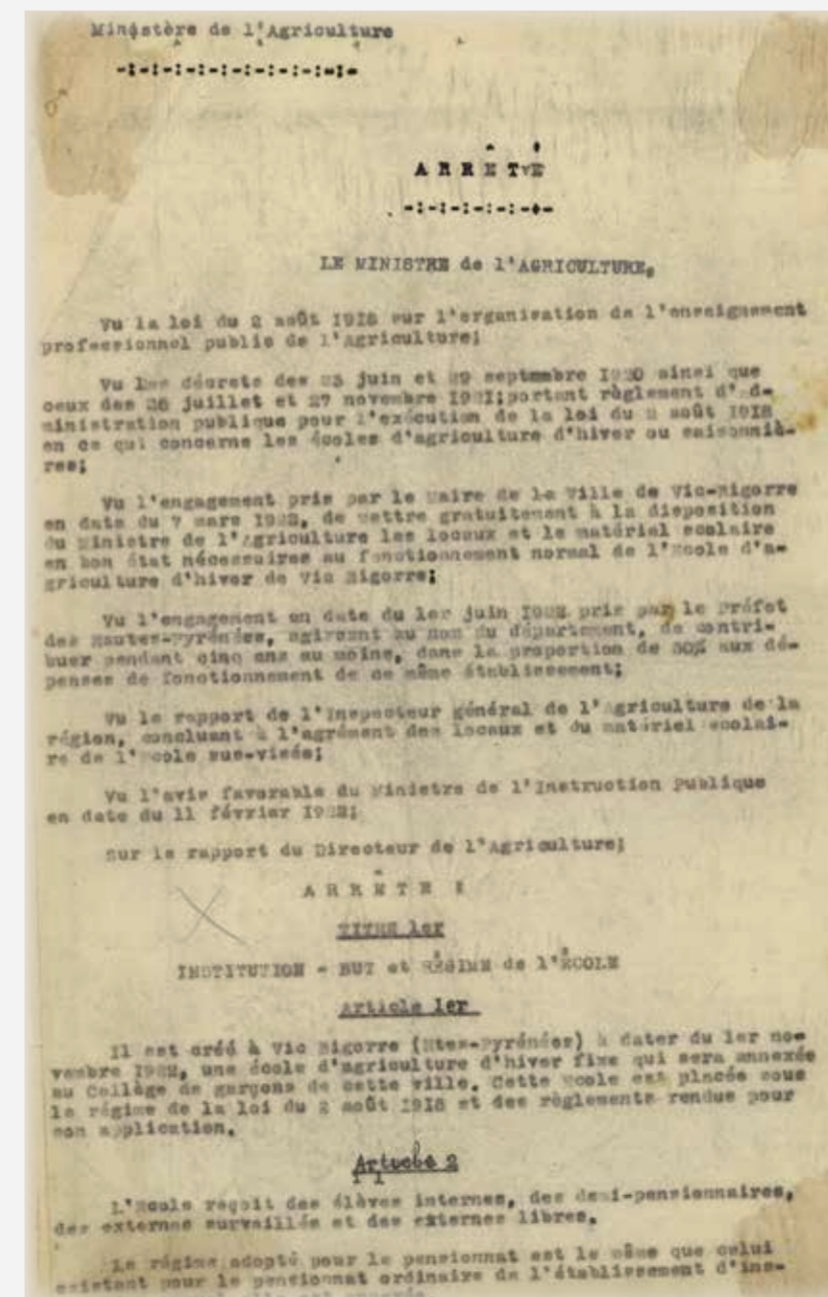 Ministère de l'Agriculture
-:-:-:-:-:-:-:-:-:-:-
ARRETE
-:-:-:-:-:-:-
LE MINISTRE de l'AGRICULTURE,
Vu la loi du 2 août 1918 sur l'organisation de l'enseignement
professionnel public de l'Agriculture;
Vu les décrets des 23 juin et 29 septembre 1920 ainsi que
ceux des 26 juillet et 27 novembre 1921;portant règlement d'ad-
ministration publique pour l'exécution de la loi du 2 août 1918
en ce qui concerne les écoles d'agriculture d'hiver ou saisonniè-
res;
Vu l'engagement pris par le Maire de la Ville de Vic-Bigorre
en date du 7 mars 1922, de mettre gratuitement à la disposition
du Ministre de l'Agriculture les locaux et le matérial scolaire
en bon état nécessaires au fonctionnement normal de l'Ecole d'a-
griculture d'hiver de Vic Bigorre;
Vu l'engagement en date du 1er juin 1922 pris par le Préfet
des Hautes-Pyrénées, agissant au nom du département, de contri-
buer pendant cinq ans au moins, dans la proportion de 30% aux dé-
penses de fonctionnement de ce même établissement;
Vu le rapport de l'Inspecteur général de l'Agriculture de la
région, concluant à l'agrément des locaux et du matériel scolai-
re de l'Ecole sus-visée;
Vu l'avis favorable du Ministre de l'Instruction Publique
en date du 11 février 1922;
Sur le rapport du Directeur de l'Agriculture;
ARRÊTE :
TITRE 1er
INSTITUTION - BUT et RÉGIME de l'ÉCOLE
Article 1er
Il est créé à Vic Bigorre (Htes-Pyrénées) à dater du 1er no-
vembre 1922, une école d'agriculture d'hiver fixe qui sera annexée
au Collège de garçons de cette ville. Cette Ecole est placée sous
le régime de la loi du 2 août 1918 et des règlements rendus pour
son application.
Article 2
L'Ecole reçoit des élèves internes, des demi-pensionnaires,
des externes surveillés et des externes libres.
Le régime adopté pour le pensionnat est le même que celui
existant pour le pensionnat ordinaire de l'établissement d'ins-